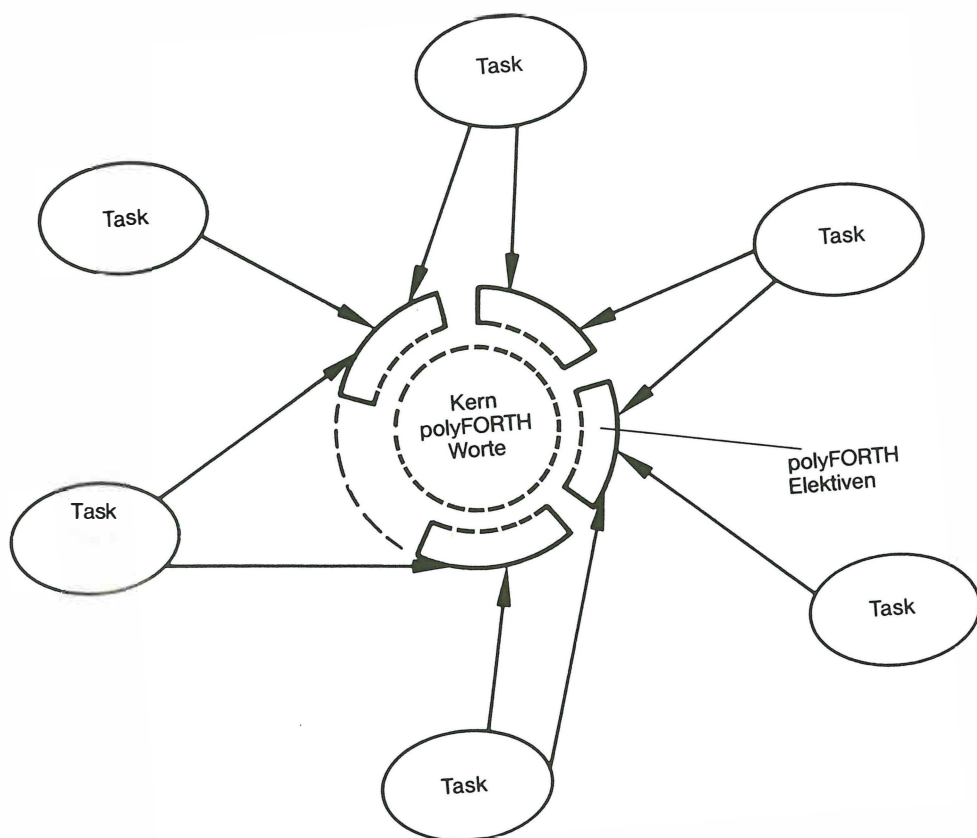 Task
Task
Task
Kern
polyFORTH
Worte
polyFORTH
Elektiven
Task
Task
Task